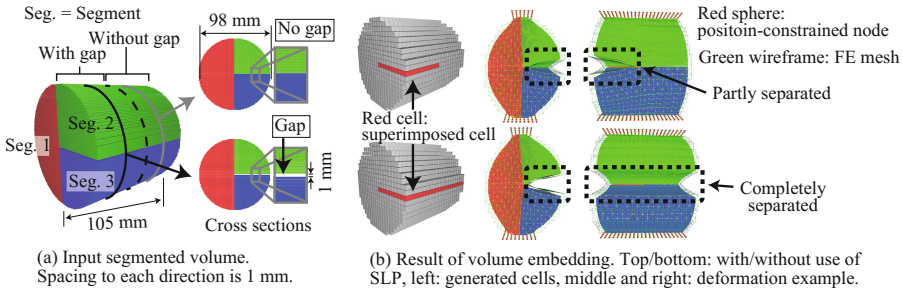 Seg. = Segment
With gap
Without gap
Seg. 1
Seg. 2
Seg. 3
105 mm
98 mm
No gap
Gap
1 mm
Cross sections
(a) Input segmented volume.
Spacing to each direction is 1 mm.
(b)
Red cell:
superimposed cell
Red sphere:
positoin-constrained node
Green wireframe: FE mesh
Partly separated
Completely
separated
(b) Result of volume embedding. Top/bottom: with/without use of
SLP, left: generated cells, middle and right: deformation example.